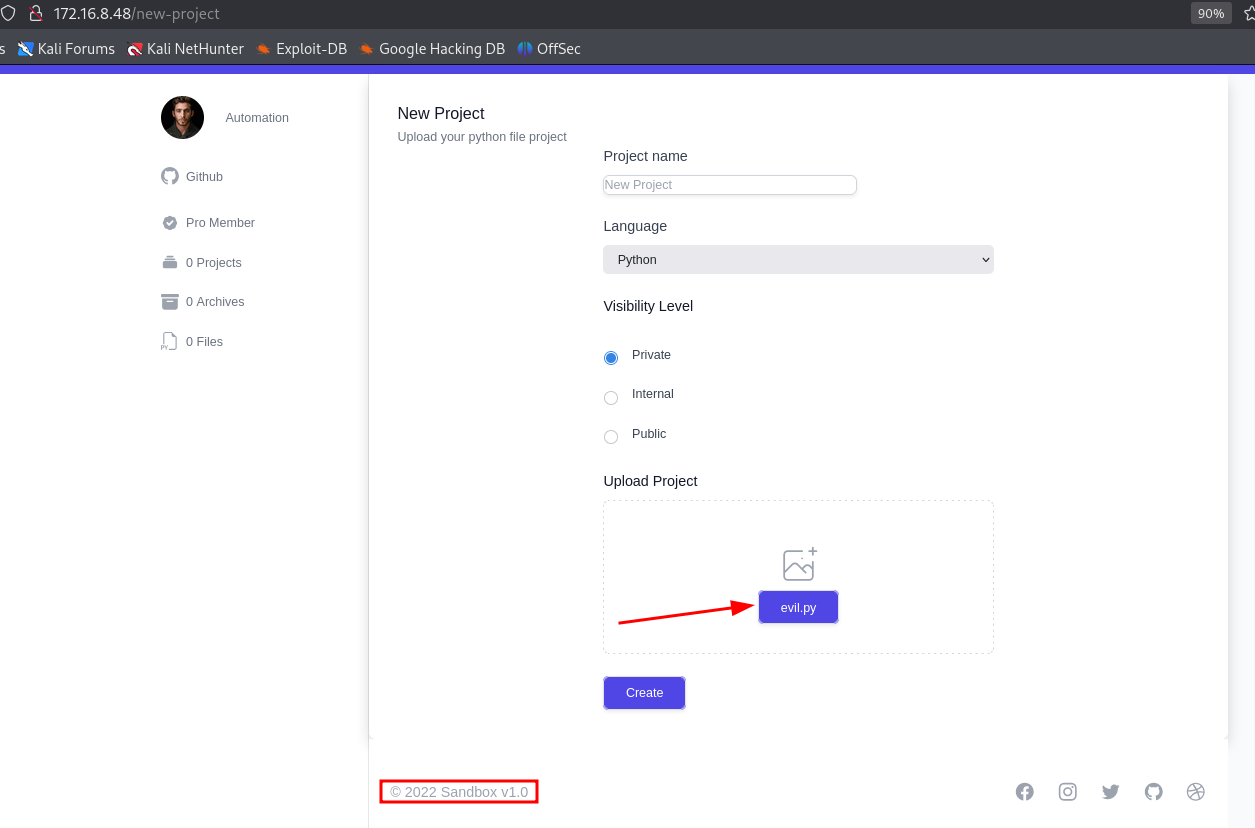 172.16.8.48/new-project
90%
s Kali Forums Kali NetHunter Exploit-DB Google Hacking DB OffSec
Automation
Github
Pro Member
0 Projects
0 Archives
PY 0 Files
New Project
Upload your python file project
Project name
New Project
Language
Python
Visibility Level
Private
Internal
Public
Upload Project
evil.py
Create
© 2022 Sandbox v1.0